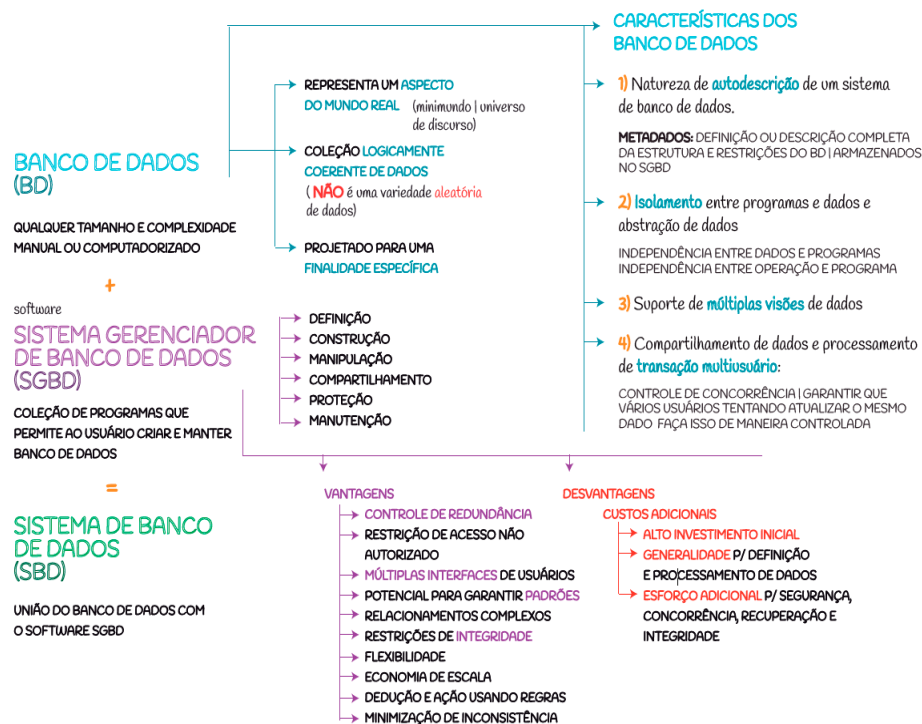 BANCO DE DADOS
(BD)
QUALQUER TAMANHO E COMPLEXIDADE
MANUAL OU COMPUTADORIZADO
+
software
SISTEMA GERENCIADOR
DE BANCO DE DADOS
(SGBD)
COLEÇÃO DE PROGRAMAS QUE
PERMITE AO USUÁRIO CRIAR E MANTER
BANCO DE DADOS
=
SISTEMA DE BANCO
DE DADOS
(SBD)
UNIÃO DO BANCO DE DADOS COM
O SOFTWARE SGBD
REPRESENTA UM ASPECTO
DO MUNDO REAL (minimundo | universo
de discurso)
COLEÇÃO LOGICAMENTE
COERENTE DE DADOS
( NÃO é uma variedade aleatória
de dados)
PROJETADO PARA UMA
FINALIDADE ESPECÍFICA
DEFINIÇÃO
CONSTRUÇÃO
MANIPULAÇÃO
COMPARTILHAMENTO
PROTEÇÃO
MANUTENÇÃO
CARACTERÍSTICAS DOS
BANCO DE DADOS
1) Natureza de autodescrição de um sistema
de banco de dados.
METADADOS: DEFINIÇÃO OU DESCRIÇÃO COMPLETA
DA ESTRUTURA E RESTRIÇÕES DO BD | ARMAZENADOS
NO SGBD
2) Isolamento entre programas e dados e
abstração de dados
INDEPENDÊNCIA ENTRE DADOS E PROGRAMAS
INDEPENDÊNCIA ENTRE OPERAÇÃO E PROGRAMA
3) Suporte de múltiplas visões de dados
4) Compartilhamento de dados e processamento
de transação multiusuário:
CONTROLE DE CONCORRÊNCIA | GARANTIR QUE
VÁRIOS USUÁRIOS TENTANDO ATUALIZAR O MESMO
DADO FAÇA ISSO DE MANEIRA CONTROLADA
VANTAGENS
CONTROLE DE REDUNDÂNCIA
RESTRIÇÃO DE ACESSO NÃO
AUTORIZADO
MÚLTIPLAS INTERFACES DE USUÁRIOS
POTENCIAL PARA GARANTIR PADRÕES
RELACIONAMENTOS COMPLEXOS
RESTRIÇÕES DE INTEGRIDADE
FLEXIBILIDADE
ECONOMIA DE ESCALA
DEDUÇÃO E AÇÃO USANDO REGRAS
MINIMIZAÇÃO DE INCONSISTÊNCIA
DESVANTAGENS
CUSTOS ADICIONAIS
ALTO INVESTIMENTO INICIAL
GENERALIDADE P/ DEFINIÇÃO
E PROCESSAMENTO DE DADOS
ESFORÇO ADICIONAL P/ SEGURANÇA,
CONCORRÊNCIA, RECUPERAÇÃO E
INTEGRIDADE